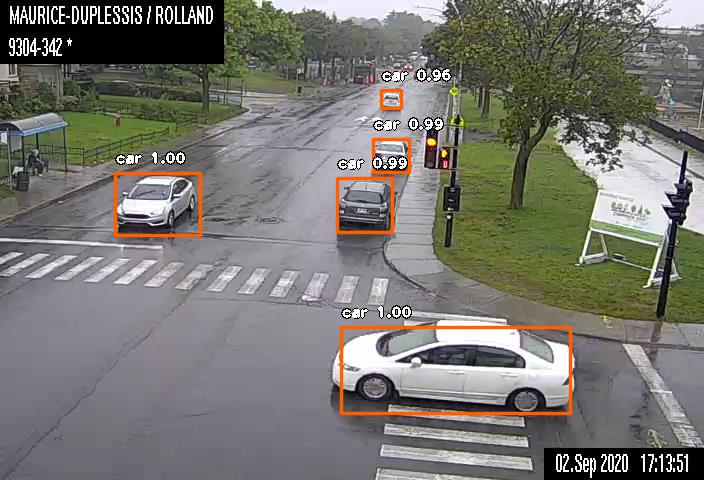 MAURICE-DUPLESSIS / ROLLAND
9304-342 *
car 0.96
car 0.99
car 0.99
car 1.00
car 1.00
02.Sep 2020 17:13:51